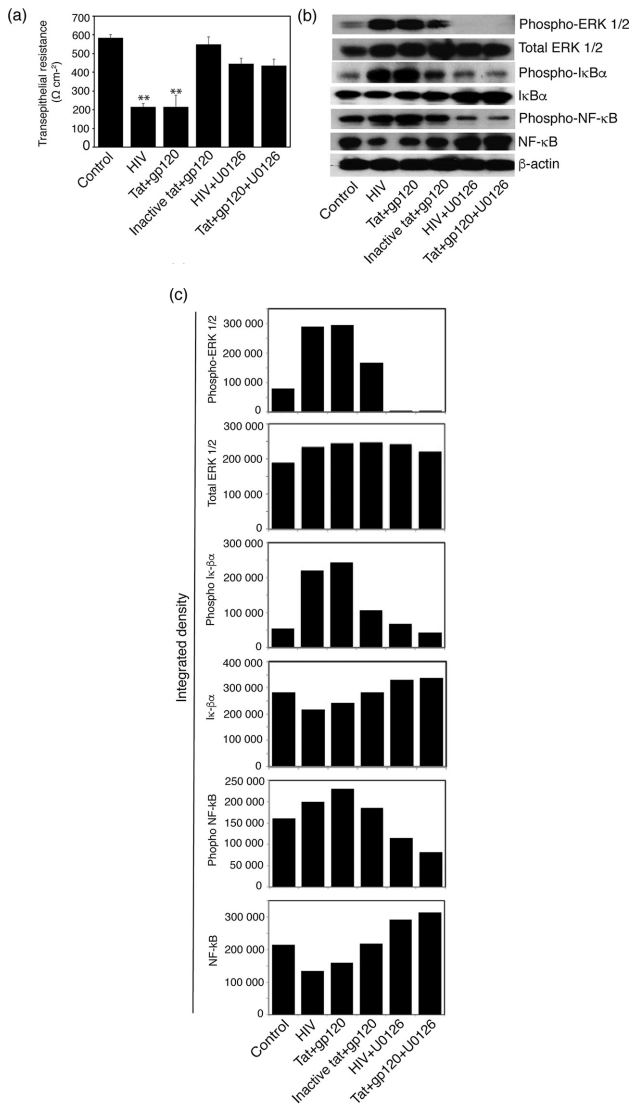 (a)
Transepithelial resistance
(Ω cm-2)
700
600
500
400
300
200
100
0
**
**
Control
HIV
Tat+gp120
Inactive tat+gp120
HIV+U0126
Tat+gp120+U0126
(b)
Phospho-ERK 1/2
Total ERK 1/2
Phospho-IκBα
IκBα
Phospho-NF-κB
NF-κB
β-actin
Control
HIV
Tat+gp120
Inactive tat+gp120
HIV+U0126
Tat+gp120+U0126
(c)
Integrated density
Phospho-ERK 1/2
300 000
200 000
100 000
0
Total ERK 1/2
300 000
200 000
100 000
0
Phospho Iκ-βα
300 000
200 000
100 000
0
Iκ-βα
400 000
300 000
200 000
100 000
0
Phopho NF-kB
250 000
200 000
150 000
100 000
50 000
0
NF-kB
300 000
200 000
100 000
0
Control
HIV
Tat+gp120
Inactive tat+gp120
HIV+U0126
Tat+gp120+U0126